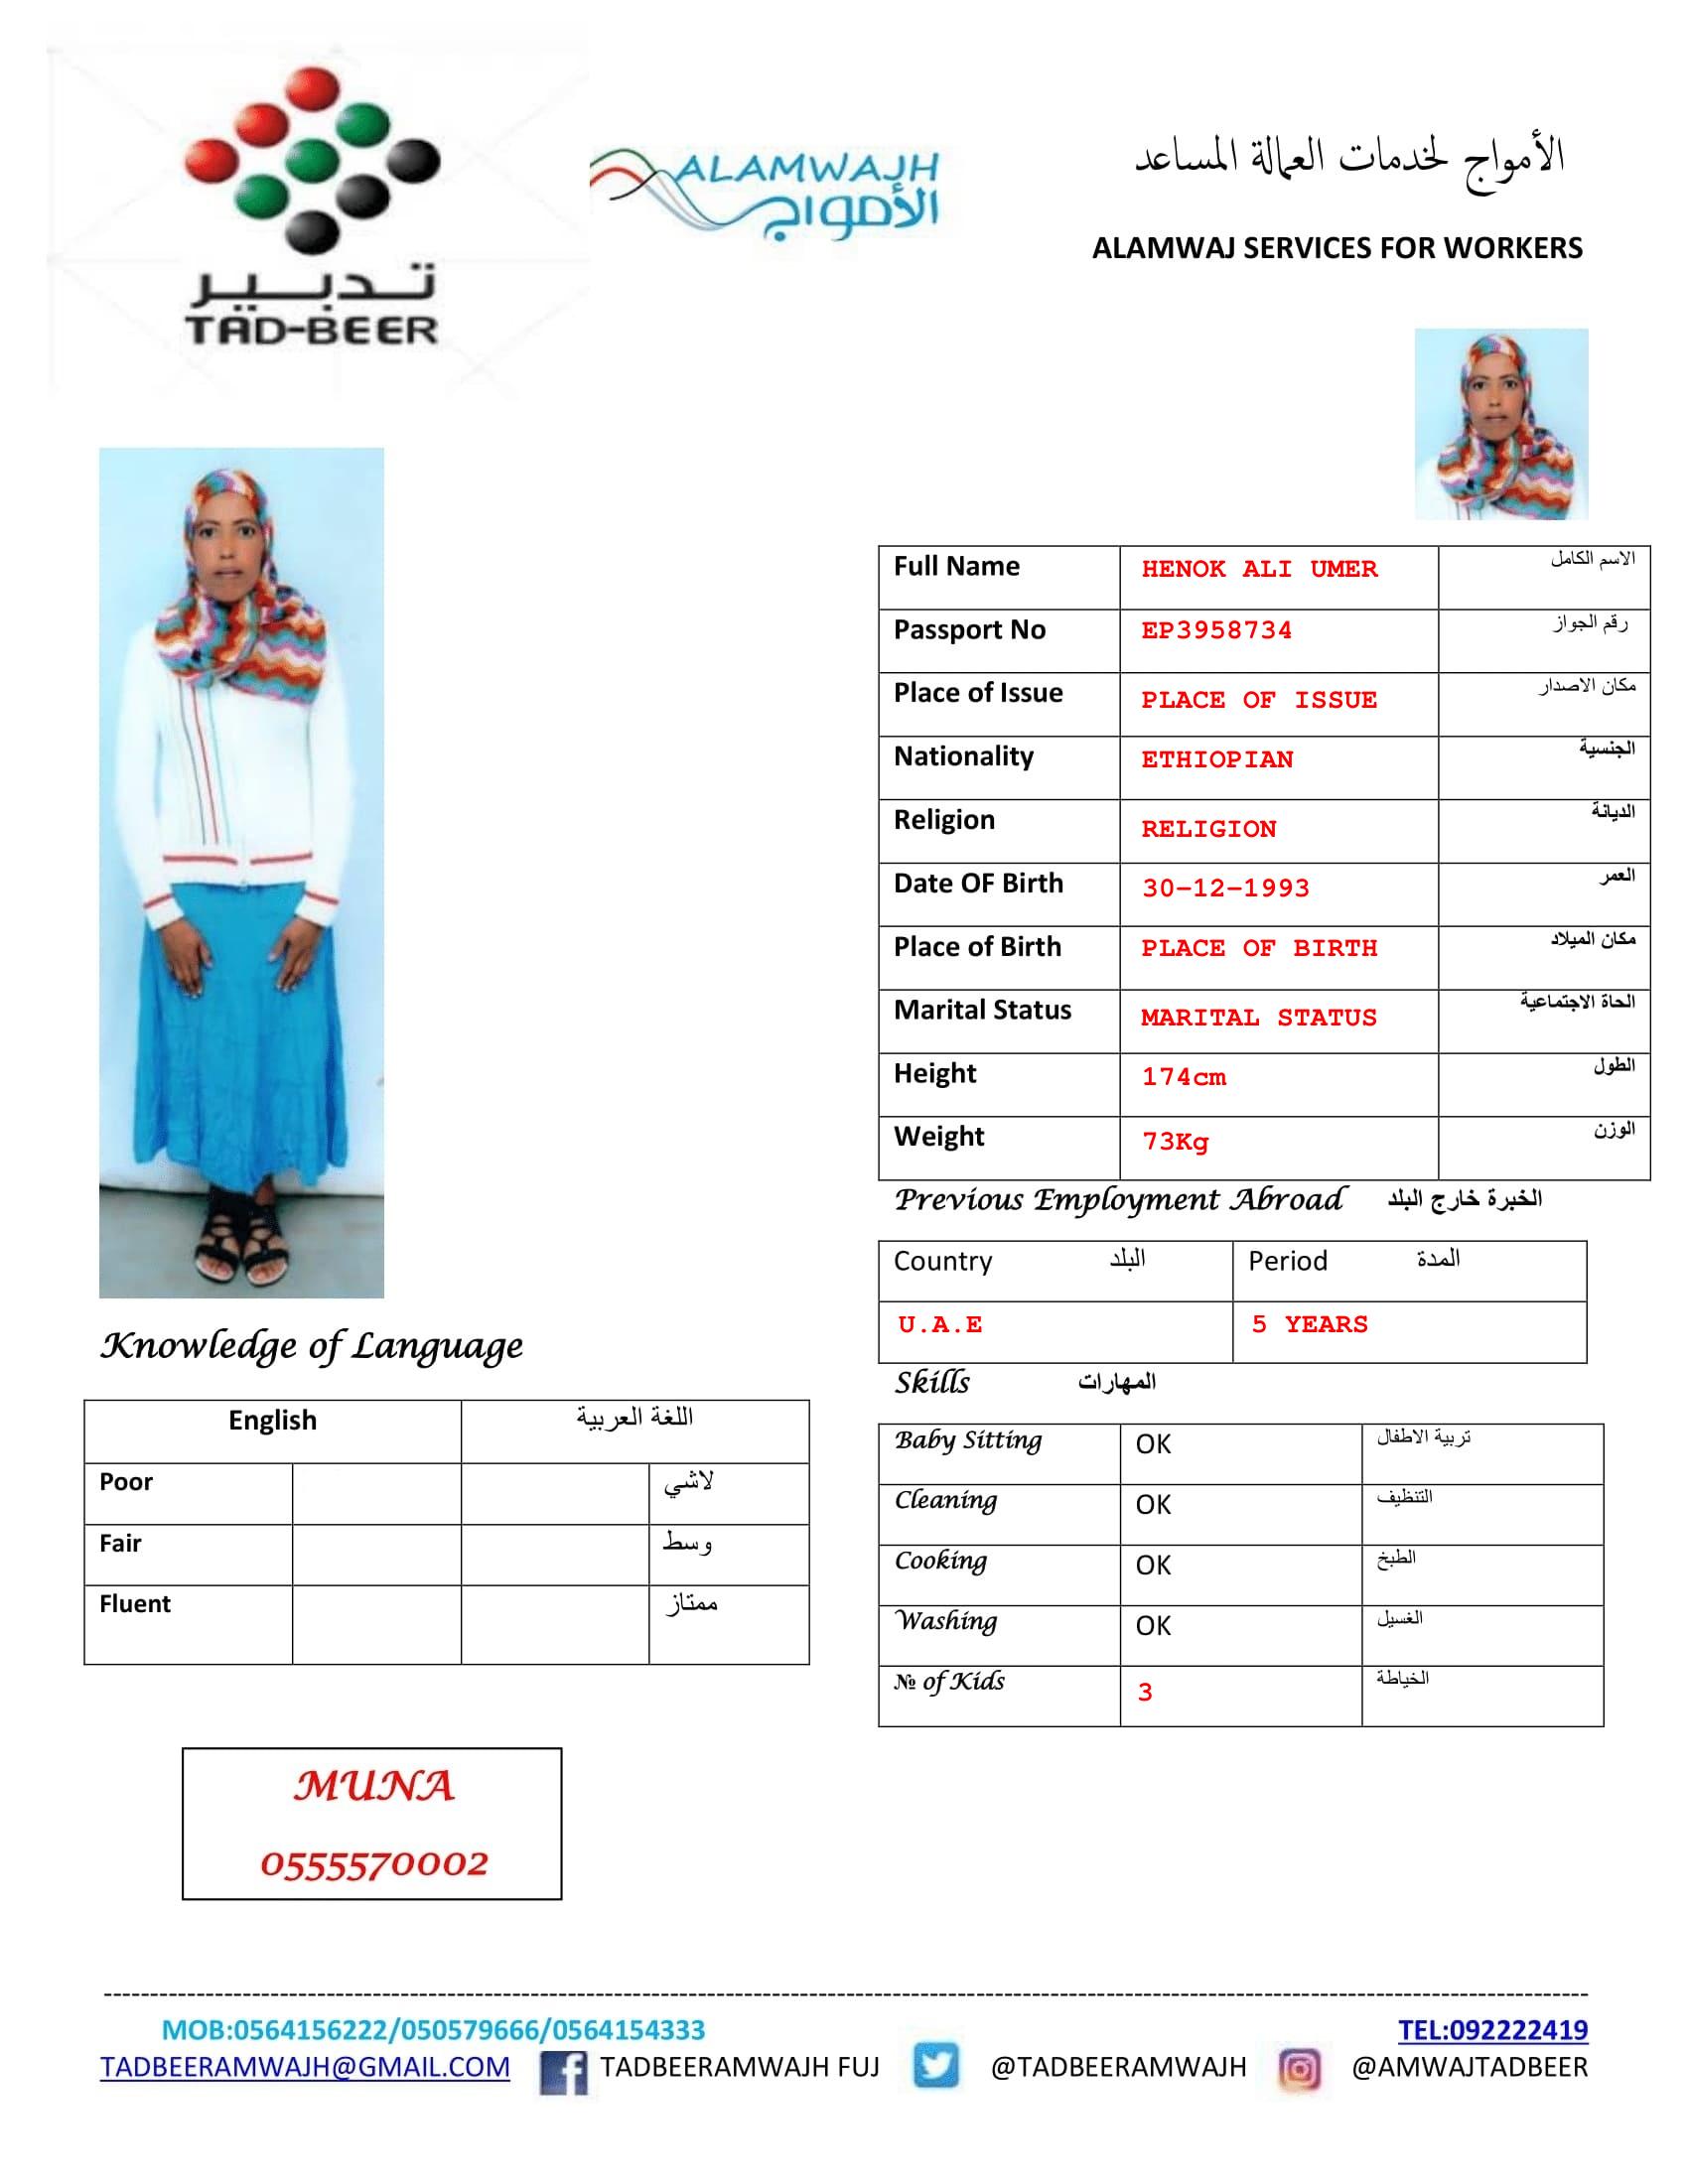 تدبير
TAD-BEER
ALAMWAJH
الأمواج
الأمواج لخدمات العمالة المساعد
ALAMWAJ SERVICES FOR WORKERS
Full Name HENOK ALI UMER الاسم الكامل
Passport No EP3958734 رقم الجواز
Place of Issue PLACE OF ISSUE مكان الاصدار
Nationality ETHIOPIAN الجنسية
Religion RELIGION الديانة
Date OF Birth 30-12-1993 العمر
Place of Birth PLACE OF BIRTH مكان الميلاد
Marital Status MARITAL STATUS الحاة الاجتماعية
Height 174cm الطول
Weight 73Kg الوزن
Previous Employment Abroad الخبرة خارج البلد
Country البلد Period المدة
U.A.E 5 YEARS
Skills المهارات
Baby Sitting OK تربية الاطفال
Cleaning OK التنظيف
Cooking OK الطبخ
Washing OK الغسيل
№ of Kids 3 الخياطة
Knowledge of Language
English اللغة العربية
Poor لاشي
Fair وسط
Fluent ممتاز
MUNA
0555570002
MOB:0564156222/050579666/0564154333 TEL:092222419
TADBEERAMWAJH@GMAIL.COM TADBEERAMWAJH FUJ @TADBEERAMWAJH @AMWAJTADBEER